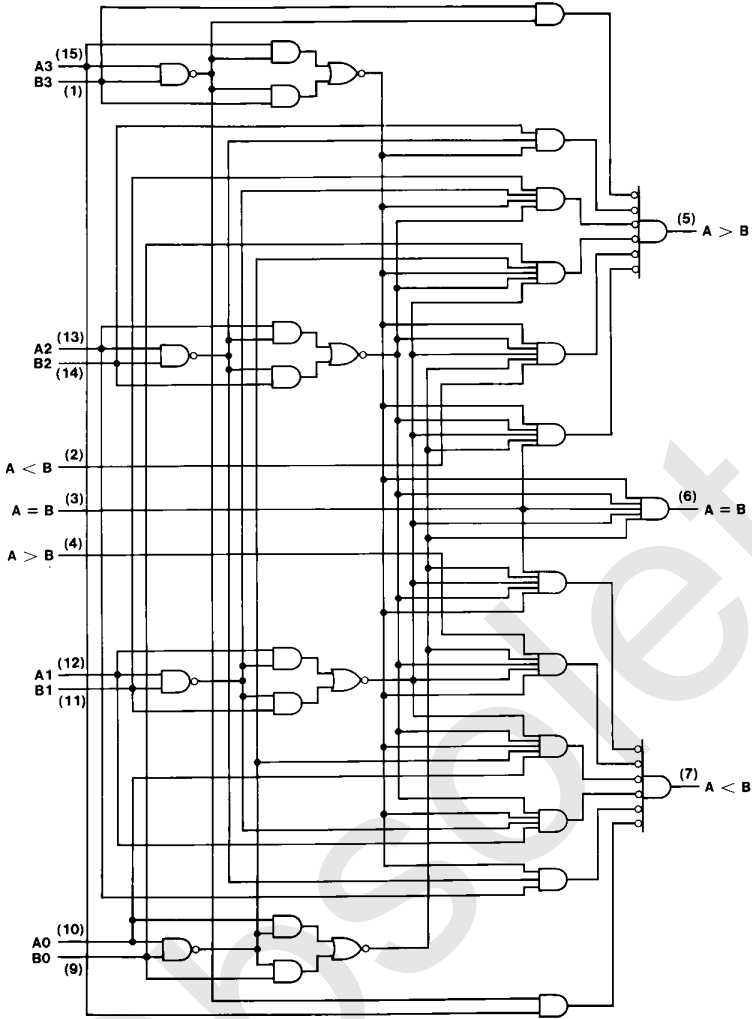 (15)
A3
B3
(1)
(5)
A > B
(13)
A2
B2
(14)
A < B (2)
A = B (3)
(6)
A = B
A > B (4)
(12)
A1
B1
(11)
(7)
A < B
(10)
A0
B0
(9)
obsolet